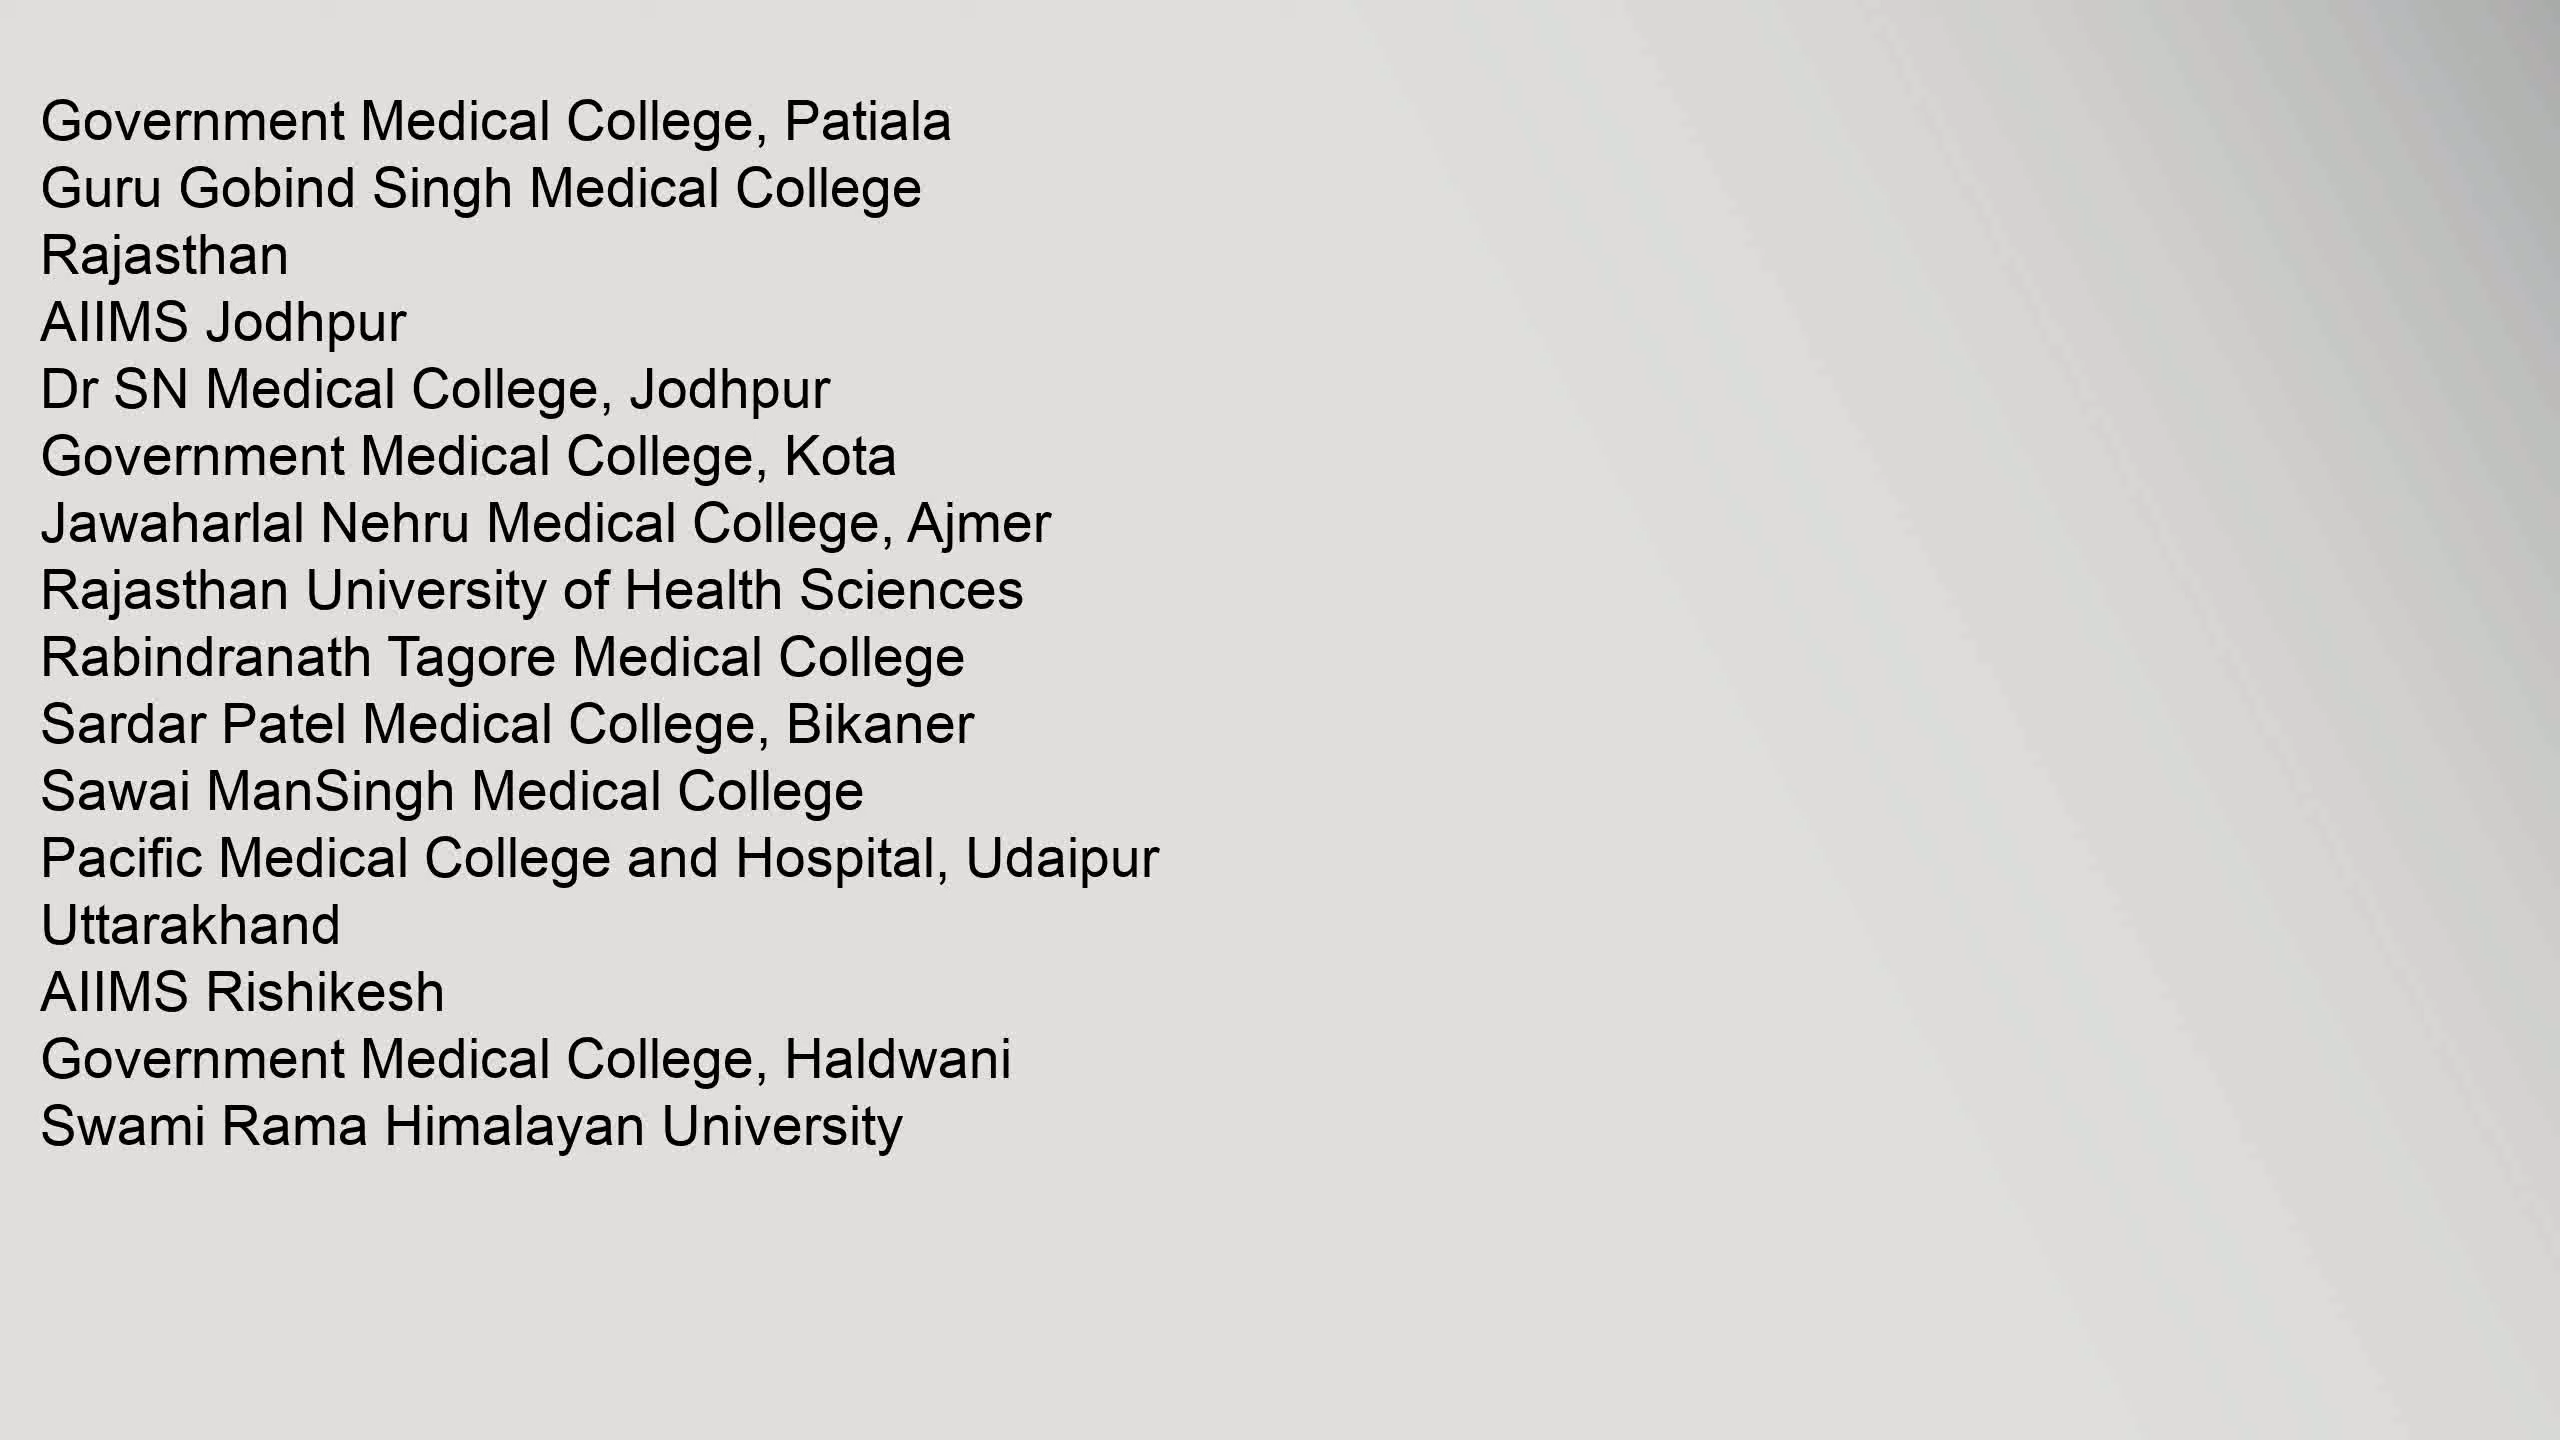 Government Medical College, Patiala
Guru Gobind Singh Medical College
Rajasthan
AIIMS Jodhpur
Dr SN Medical College, Jodhpur
Government Medical College, Kota
Jawaharlal Nehru Medical College, Ajmer
Rajasthan University of Health Sciences
Rabindranath Tagore Medical College
Sardar Patel Medical College, Bikaner
Sawai ManSingh Medical College
Pacific Medical College and Hospital, Udaipur
Uttarakhand
AIIMS Rishikesh
Government Medical College, Haldwani
Swami Rama Himalayan University